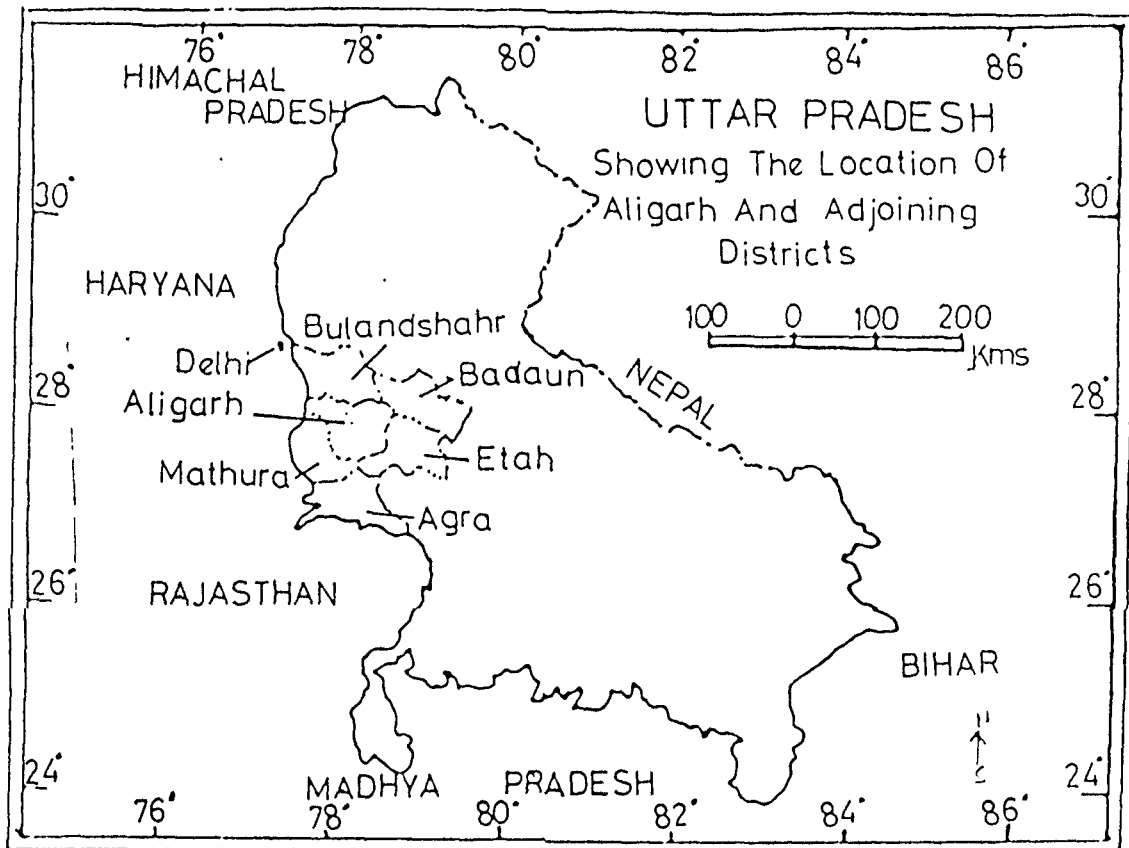 76° 78° 80° 82° 84° 86°
HIMACHAL
PRADESH
UTTAR PRADESH
Showing The Location Of
Aligarh And Adjoining
Districts
30° 30°
HARYANA
100 0 100 200
Kms
Bulandshahr
Delhi
Badaun
NEPAL
28° 28°
Aligarh
Mathura
Etah
Agra
26° 26°
RAJASTHAN
BIHAR
24° 24°
MADHYA PRADESH
76° 78° 80° 82° 84° 86°